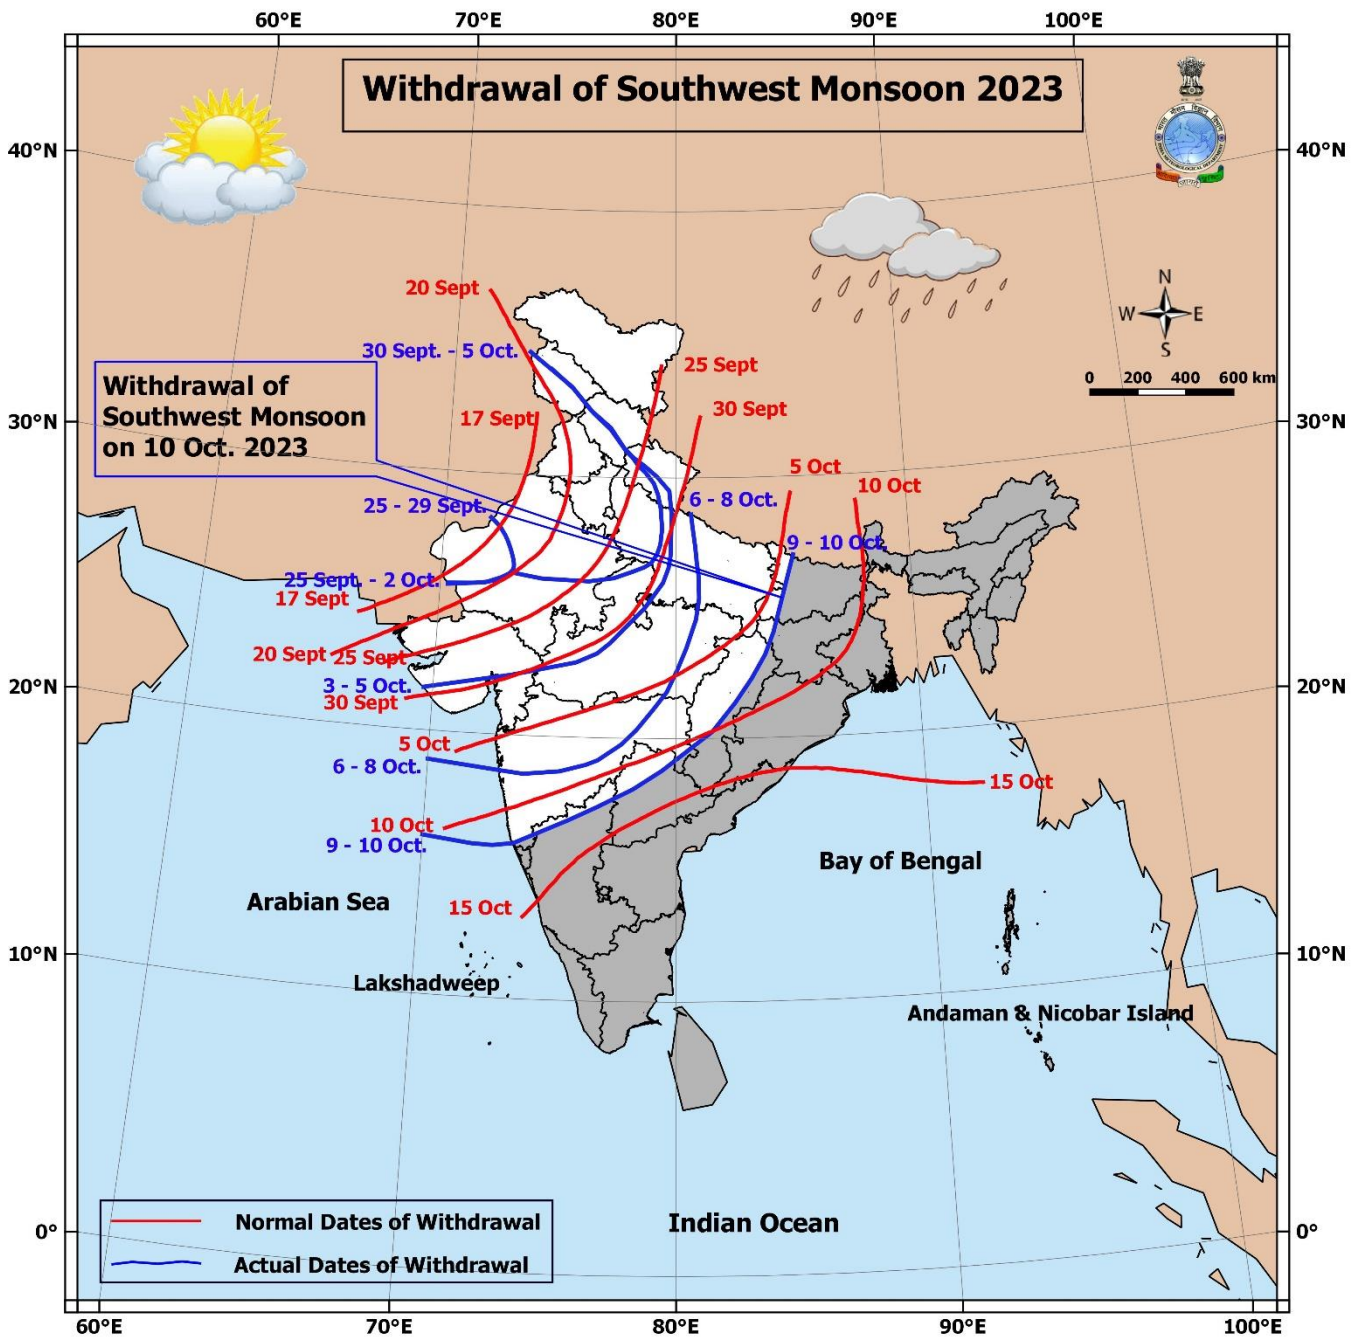 60°E 70°E 80°E 90°E 100°E
Withdrawal of Southwest Monsoon 2023
40°N 40°N
N
W E
S
20 Sept
30 Sept. - 5 Oct.
25 Sept
0 200 400 600 km
Withdrawal of
Southwest Monsoon
on 10 Oct. 2023
17 Sept
30 Sept
30°N 30°N
5 Oct
10 Oct
25 - 29 Sept.
6 - 8 Oct.
9 - 10 Oct.
25 Sept. - 2 Oct.
17 Sept
20 Sept
25 Sept
3 - 5 Oct.
20°N 20°N
30 Sept
5 Oct
6 - 8 Oct.
15 Oct
10 Oct
9 - 10 Oct.
Bay of Bengal
Arabian Sea
15 Oct
10°N 10°N
Lakshadweep
Andaman & Nicobar Island
Normal Dates of Withdrawal
Indian Ocean
0° 0°
Actual Dates of Withdrawal
60°E 70°E 80°E 90°E 100°E